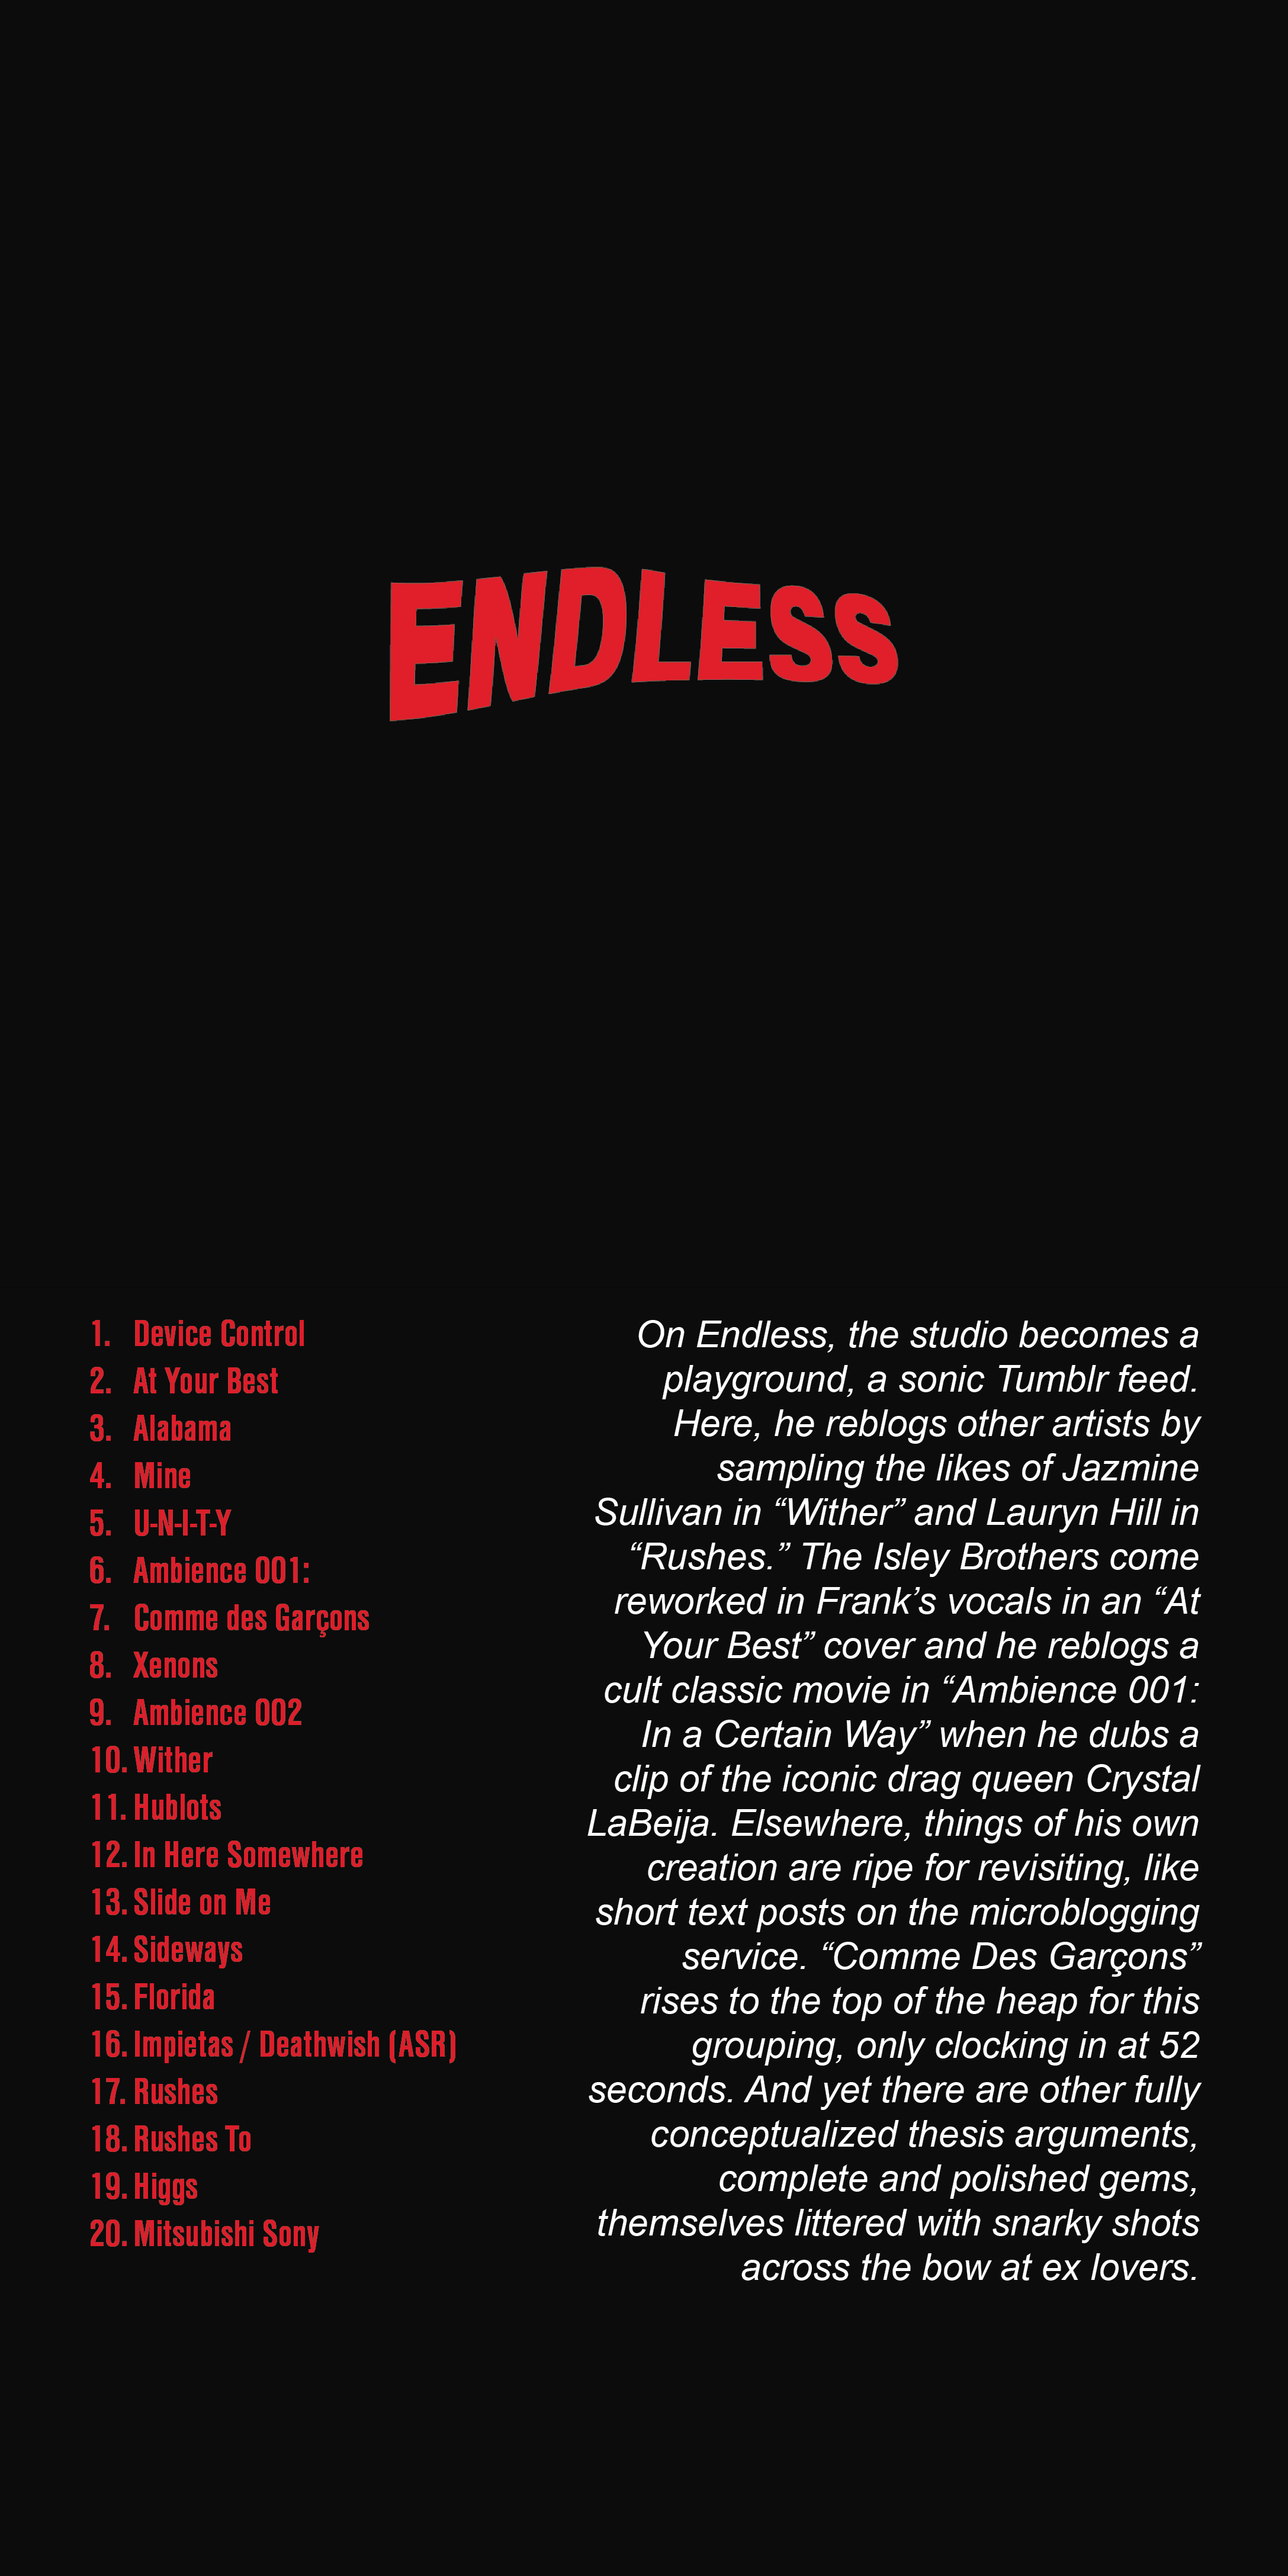 ENDLESS
1. Device Control
2. At Your Best
3. Alabama
4. Mine
5. U-N-I-T-Y
6. Ambience 001:
7. Comme des Garçons
8. Xenons
9. Ambience 002
10. Wither
11. Hublots
12. In Here Somewhere
13. Slide on Me
14. Sideways
15. Florida
16. Impietas / Deathwish (ASR)
17. Rushes
18. Rushes To
19. Higgs
20. Mitsubishi Sony
On Endless, the studio becomes a
playground, a sonic Tumblr feed.
Here, he reblogs other artists by
sampling the likes of Jazmine
Sullivan in “Wither” and Lauryn Hill in
“Rushes.” The Isley Brothers come
reworked in Frank’s vocals in an “At
Your Best” cover and he reblogs a
cult classic movie in “Ambience 001:
In a Certain Way” when he dubs a
clip of the iconic drag queen Crystal
LaBeija. Elsewhere, things of his own
creation are ripe for revisiting, like
short text posts on the microblogging
service. “Comme Des Garçons”
rises to the top of the heap for this
grouping, only clocking in at 52
seconds. And yet there are other fully
conceptualized thesis arguments,
complete and polished gems,
themselves littered with snarky shots
across the bow at ex lovers.